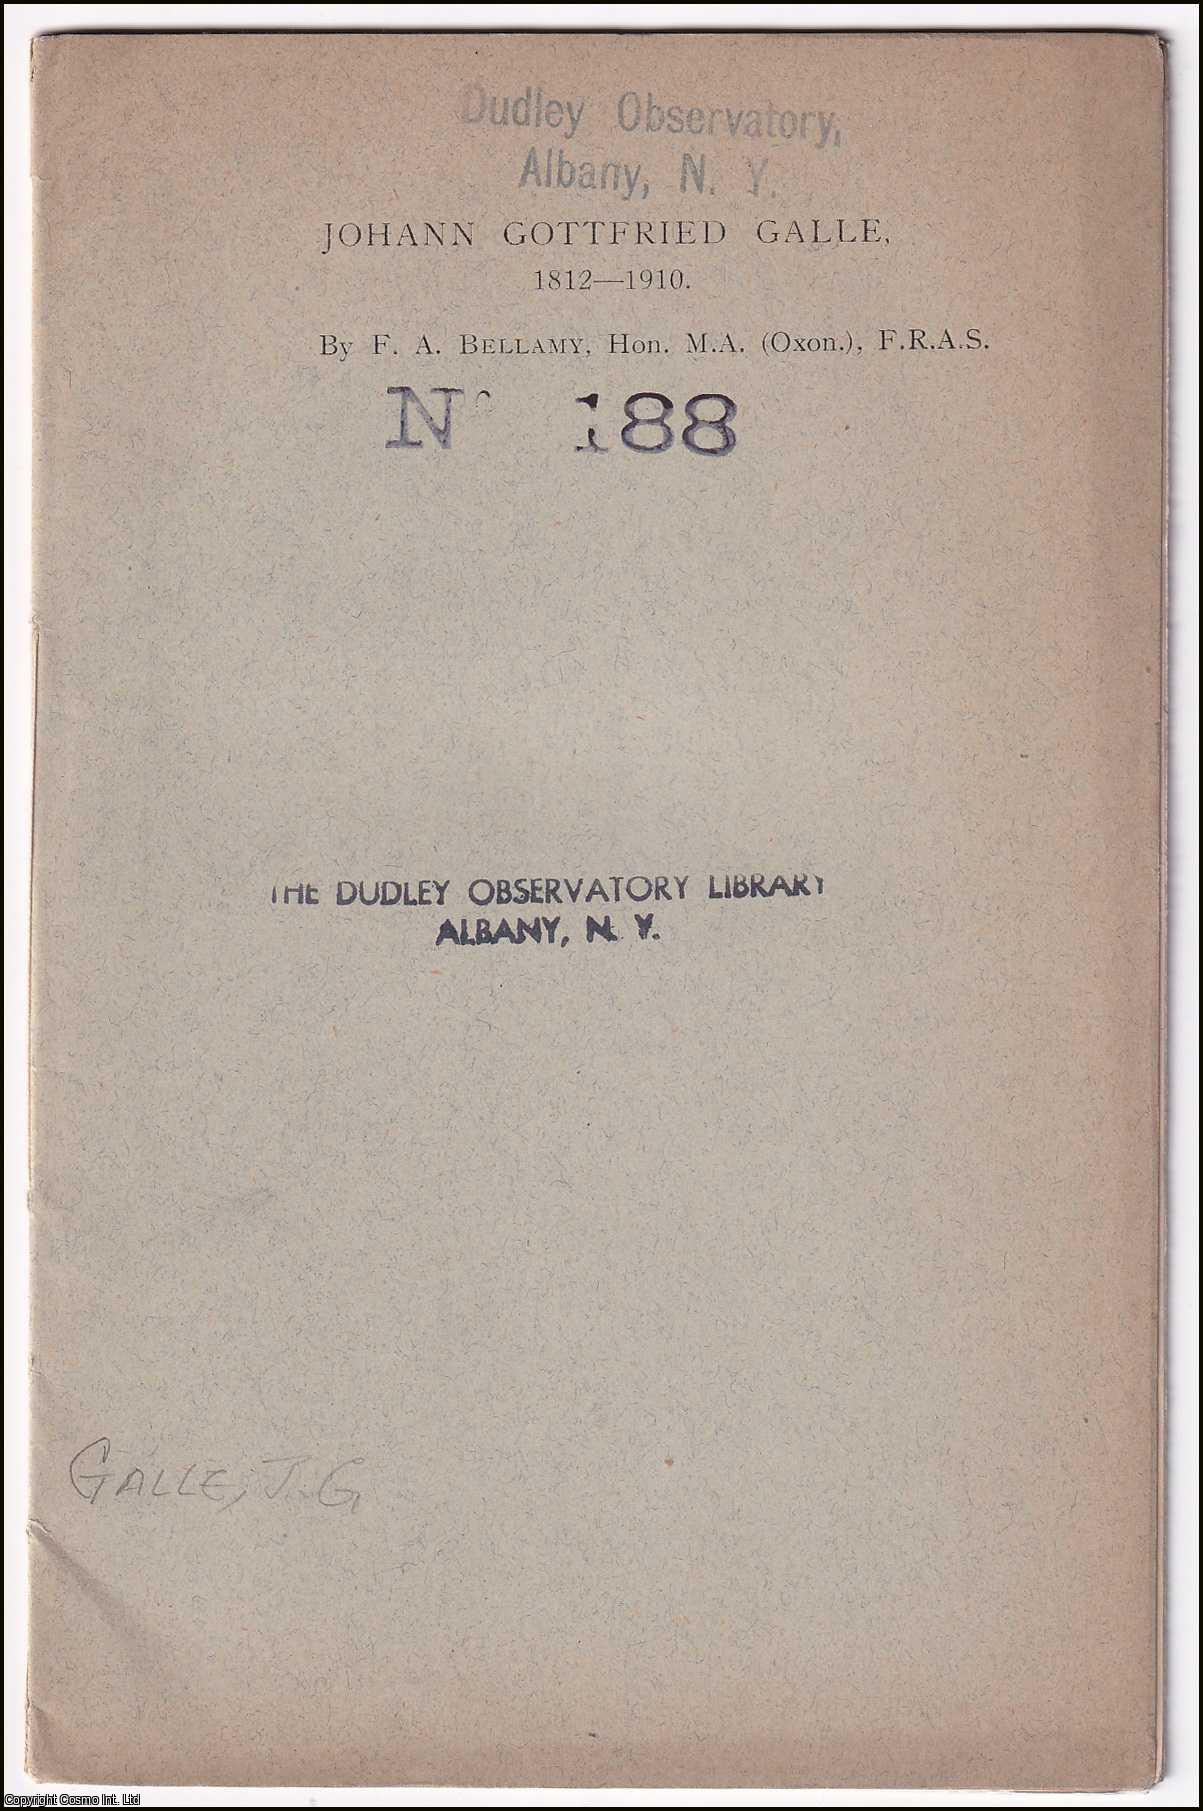 Dudley Observatory,
Albany, N. Y.
JOHANN GOTTFRIED GALLE,
1812—1910.
By F. A. BELLAMY, Hon. M.A. (Oxon.), F.R.A.S.
No 188
THE DUDLEY OBSERVATORY LIBRARY
ALBANY, N. Y.
GALLE, J. G.
Copyright Cosmo Int. Ltd